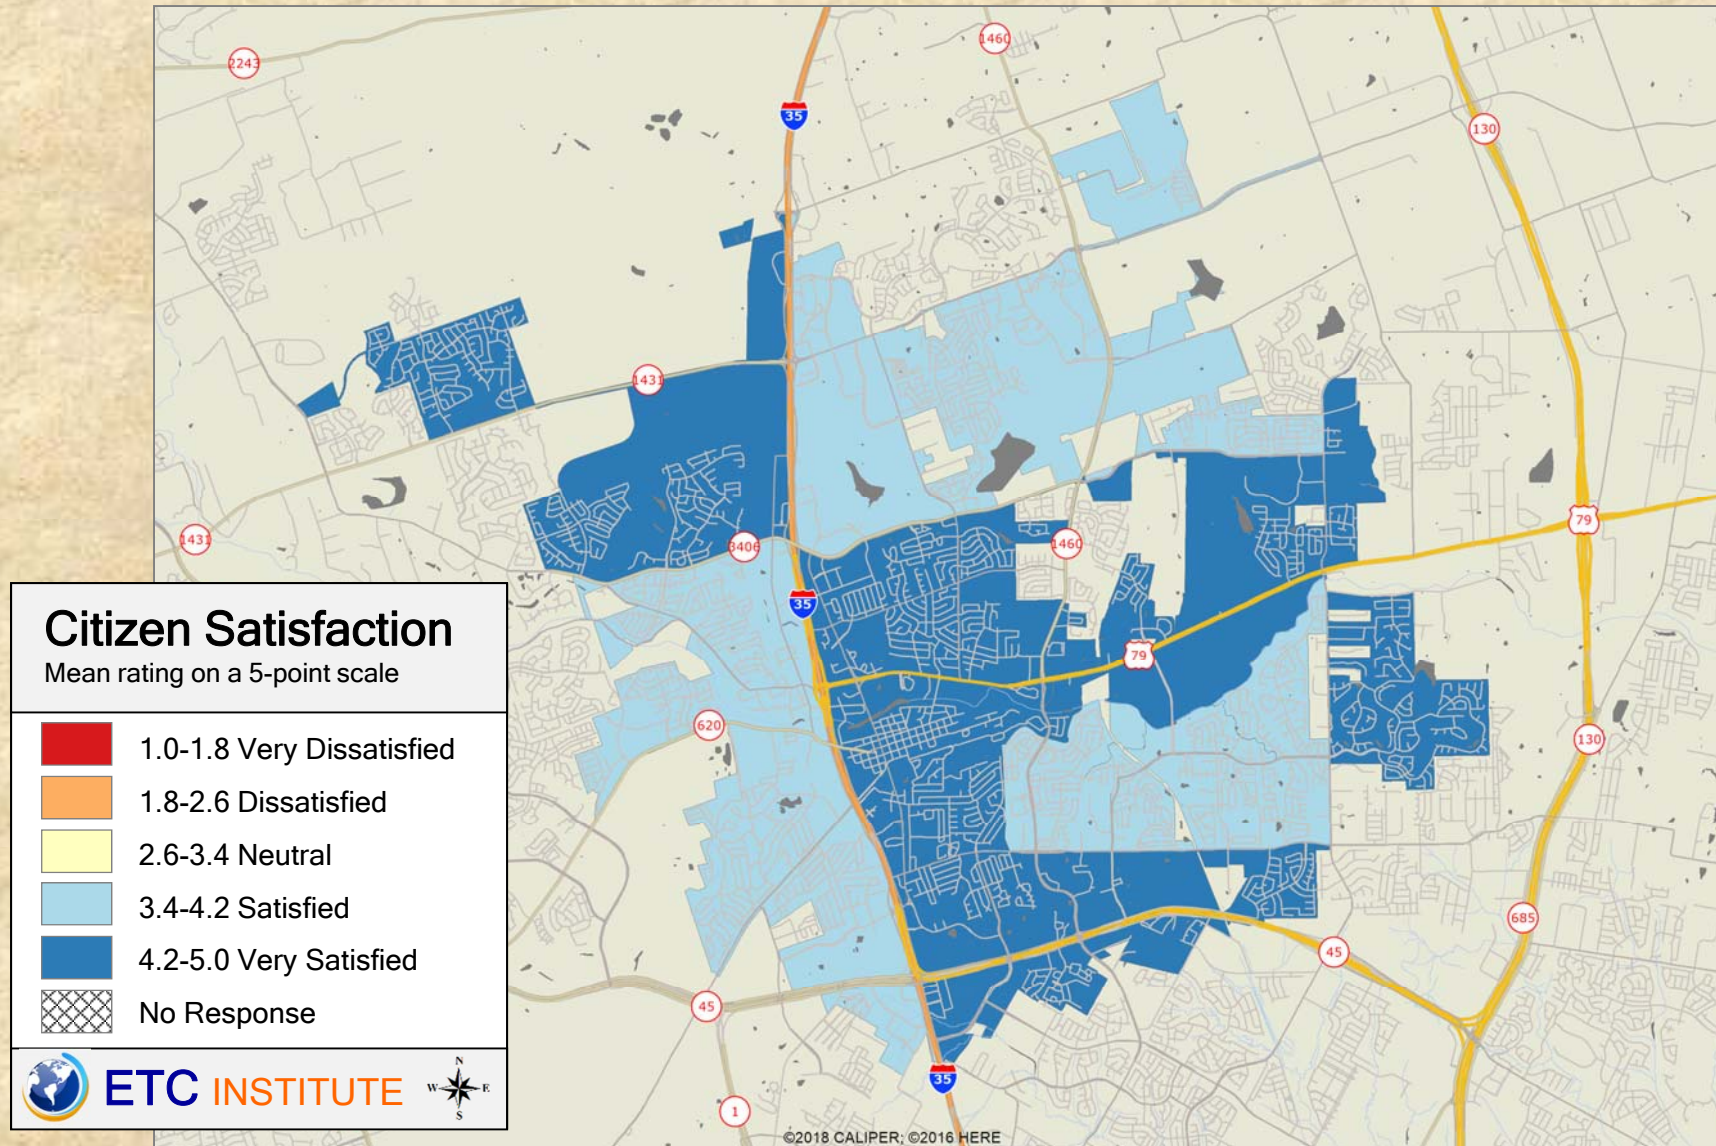 2243
1460
35
130
1431
1431
3406
1460
79
35
79
620
130
685
45
45
35
1
Citizen Satisfaction
Mean rating on a 5-point scale
1.0-1.8 Very Dissatisfied
1.8-2.6 Dissatisfied
2.6-3.4 Neutral
3.4-4.2 Satisfied
4.2-5.0 Very Satisfied
No Response
ETC INSTITUTE
N
W E
S
©2018 CALIPER; ©2016 HERE